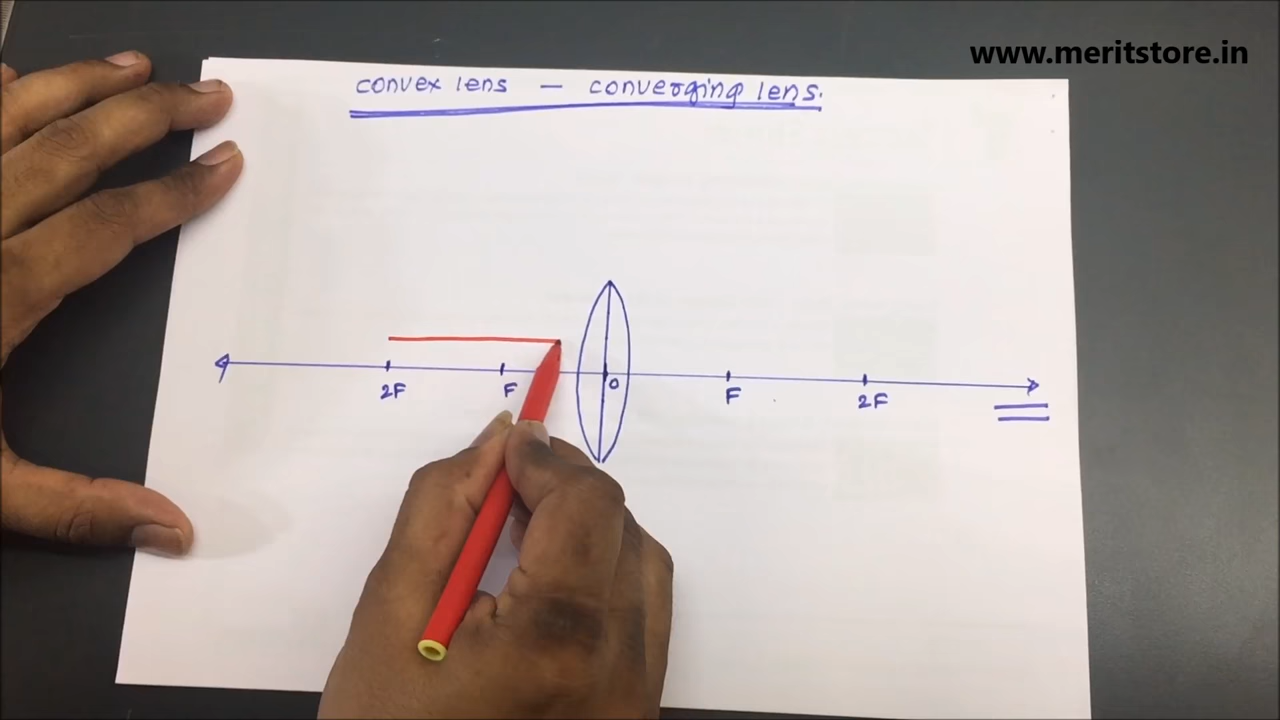 www.meritstore.in
convex lens — converging lens.
2F F O F 2F